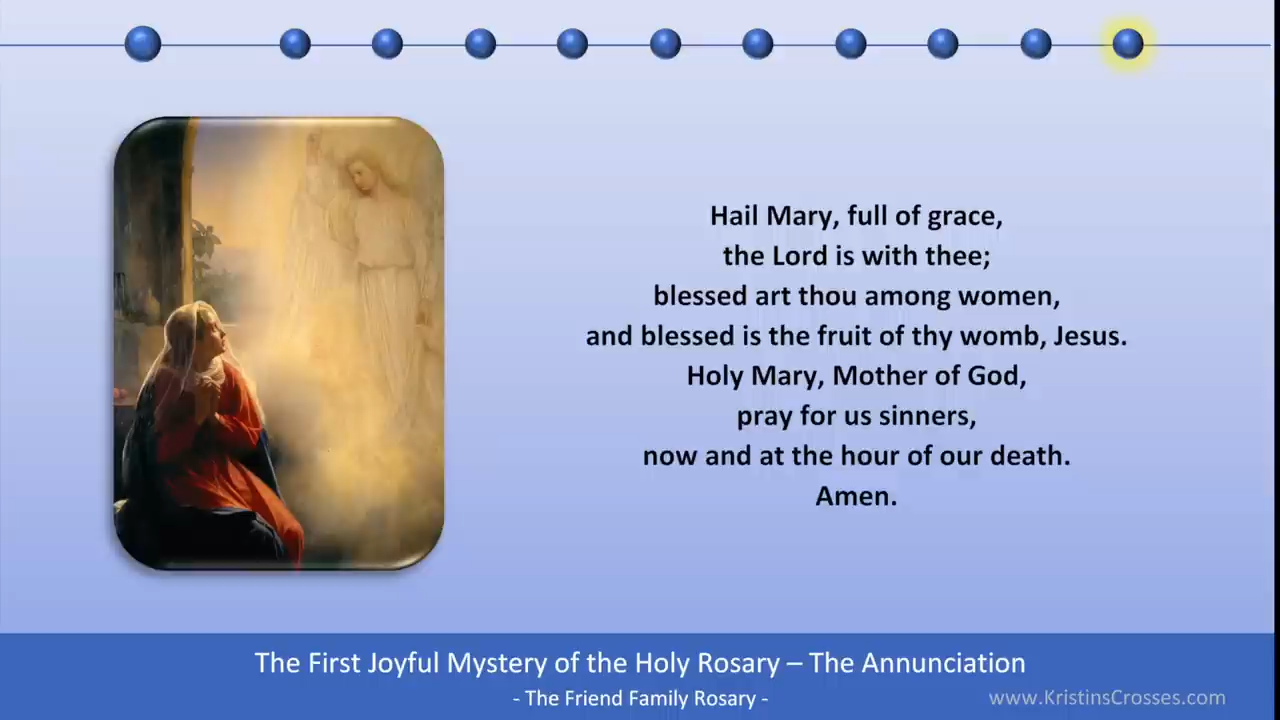 Hail Mary, full of grace,
the Lord is with thee;
blessed art thou among women,
and blessed is the fruit of thy womb, Jesus.
Holy Mary, Mother of God,
pray for us sinners,
now and at the hour of our death.
Amen.
The First Joyful Mystery of the Holy Rosary – The Annunciation
- The Friend Family Rosary -
www.KristinsCrosses.com